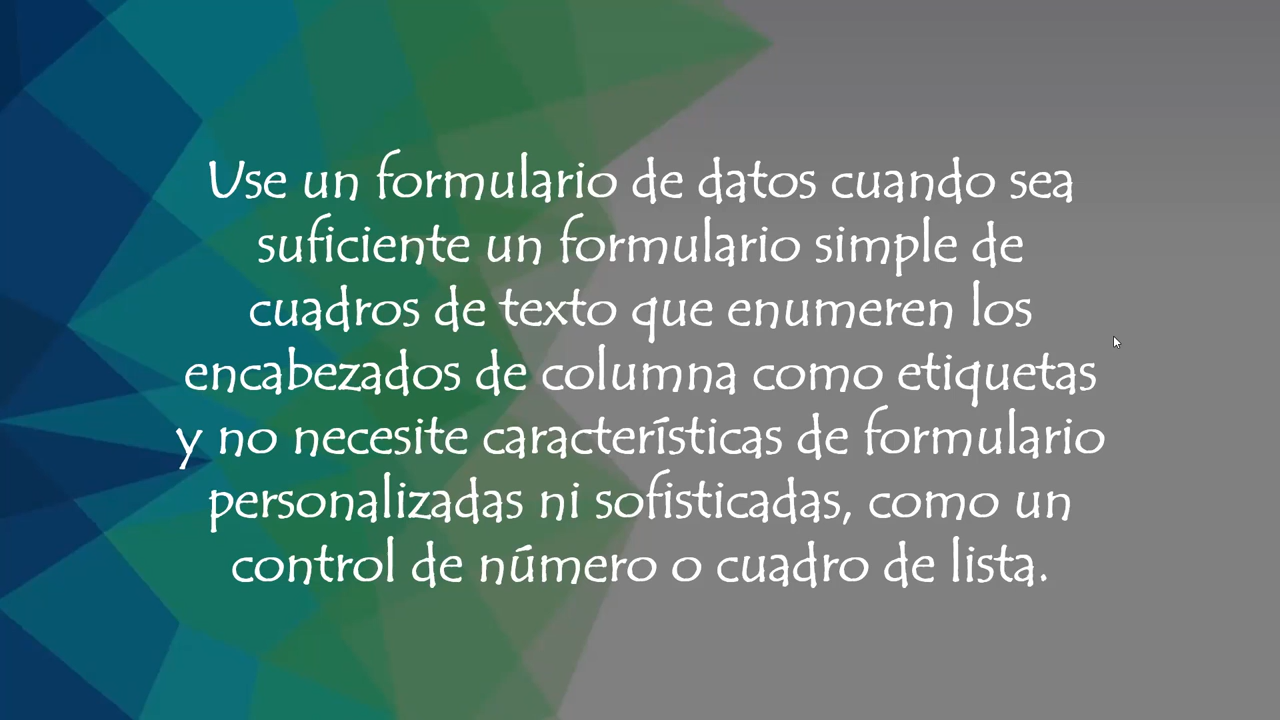 Use un formulario de datos cuando sea
suficiente un formulario simple de
cuadros de texto que enumeren los
encabezados de columna como etiquetas
y no necesite características de formulario
personalizadas ni sofisticadas, como un
control de número o cuadro de lista.